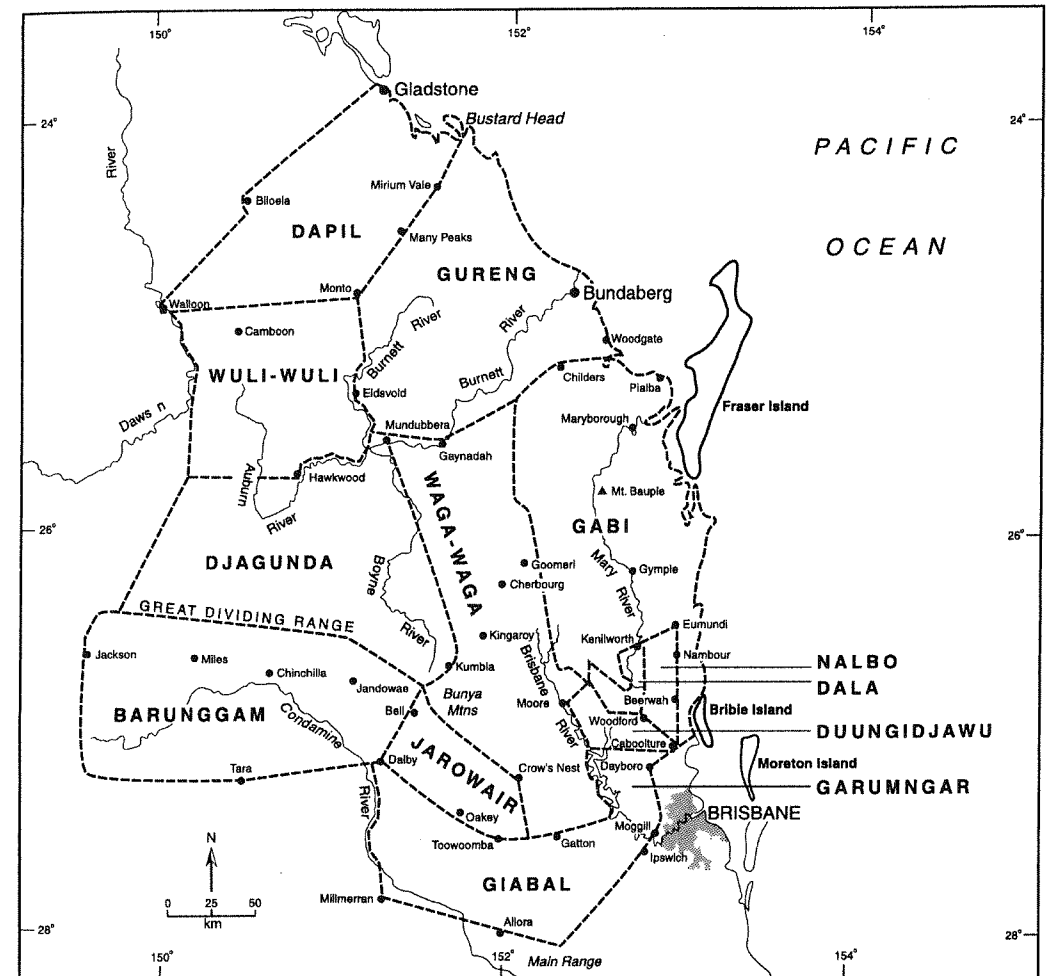 150°
152°
154°
Gladstone
24°
Bustard Head
24°
PACIFIC
River
Mirium Vale
Biloela
DAPIL
Many Peaks
OCEAN
GURENG
Monto
Bundaberg
Walloon
River
River
Camboon
Woodgate
Burnett
WULI-WULI
Burnett
Childers
Pialba
Eldsvold
Fraser Island
Daws n
Mundubbera
Maryborough
Gaynadah
Auburn
Hawkwood
WAGA-WAGA
Mt. Bauple
River
GABI
26°
26°
DJAGUNDA
Boyne
Goomeri
Mary
Gympie
Cherbourg
River
GREAT DIVIDING RANGE
River
Kingaroy
Eumundi
Kenilworth
Jackson
Miles
Nambour
Kumbia
Brisbane
NALBO
Chinchilla
Jandowae
DALA
Bunya
Mtns
Moore
Beerwah
Bribie Island
BARUNGGAM
Condamine
Bell
Woodford
DUUNGIDJAWU
River
Caboolture
JAROWAIR
Dalby
Dayboro
Moreton Island
Tara
Crow's Nest
GARUMNGAR
River
Oakey
BRISBANE
Moggill
N
Toowoomba
Gatton
Ipswich
GIABAL
0 25 50
km
Millmerran
Allora
28°
28°
Main Range
150°
152°
154°